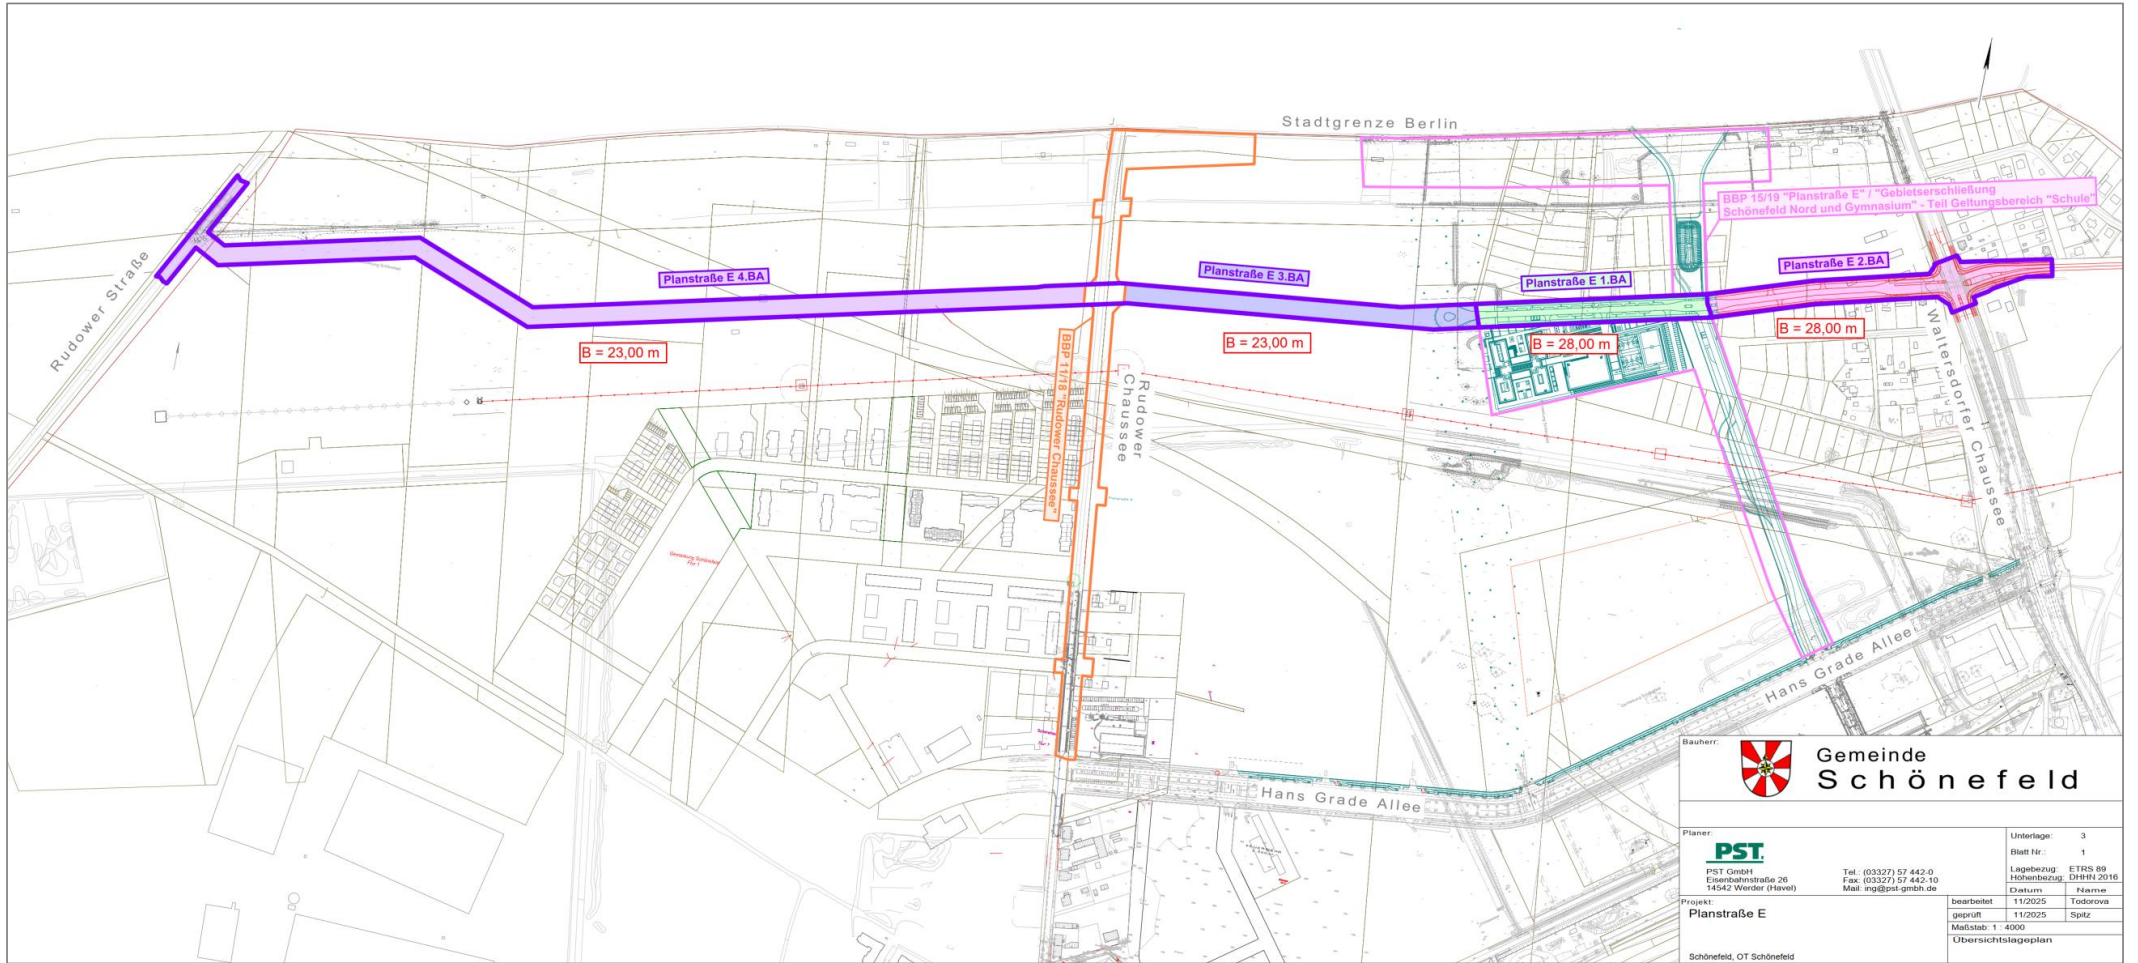 Stadtgrenze Berlin
BBP 15/19 "Planstraße E" / "Gebietserschließung
Schönefeld Nord und Gymnasium" - Teil Geltungsbereich "Schule"
Rudower Straße
Planstraße E 4.BA
Planstraße E 3.BA
Planstraße E 1.BA
Planstraße E 2.BA
B = 23,00 m
B = 23,00 m
B = 28,00 m
B = 28,00 m
BBP 11/18 "Rudower Chaussee"
Rudower
Chaussee
Waltersdorfer Chaussee
Gemarkung Schönefeld
Flur 1
Hans Grade Allee
Hans Grade Allee
Bauherr:
Gemeinde
Schönefeld
Planer:
PST.
PST GmbH
Eisenbahnstraße 26
14542 Werder (Havel)
Tel.: (03327) 57 442-0
Fax: (03327) 57 442-10
Mail: ing@pst-gmbh.de
Unterlage: 3
Blatt Nr.: 1
Lagebezug: ETRS 89
Höhenbezug: DHHN 2016
Datum Name
bearbeitet 11/2025 Todorova
geprüft 11/2025 Spitz
Maßstab: 1 : 4000
Übersichtslageplan
Projekt:
Planstraße E
Schönefeld, OT Schönefeld